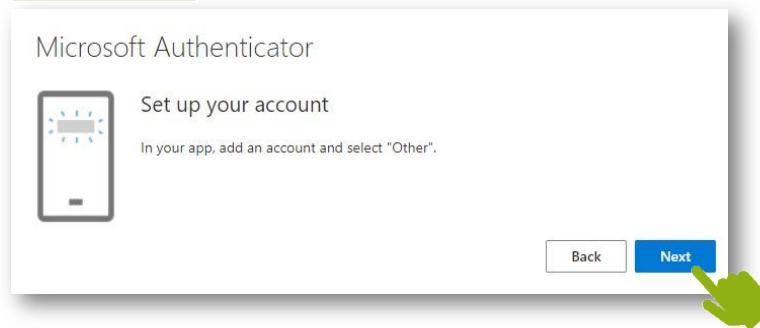 Microsoft Authenticator
Set up your account
In your app, add an account and select "Other".
Back
Next